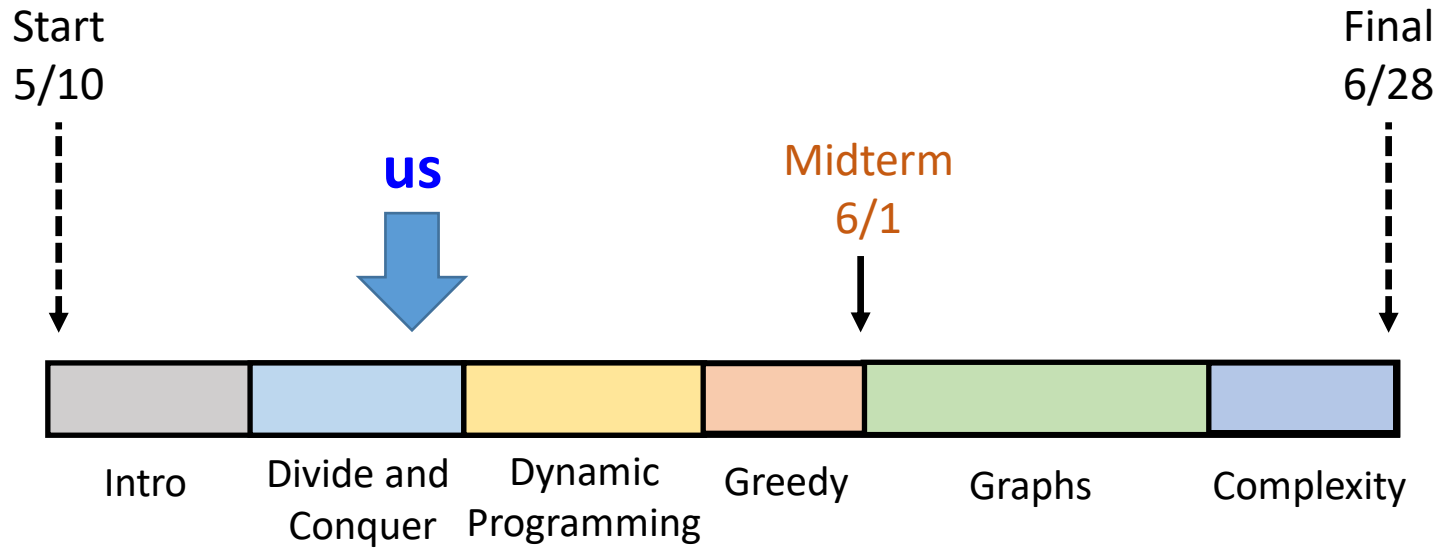 Start
5/10
us
Midterm
6/1
Final
6/28
Intro
Divide and
Conquer
Dynamic
Programming
Greedy
Graphs
Complexity